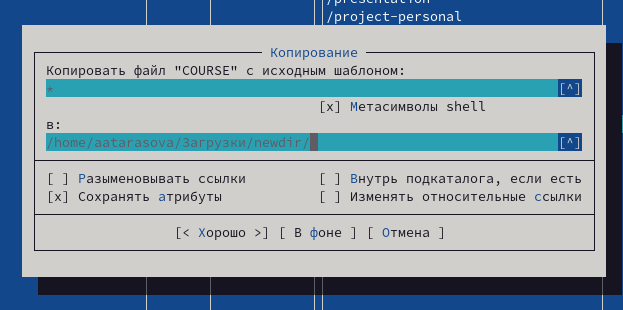 /presentation
/project-personal
Копирование
Копировать файл "COURSE" с исходным шаблоном:
* [^]
[x] Метасимволы shell
в:
/home/aatarasova/Загрузки/newdir/ [^]
[ ] Разыменовывать ссылки [ ] Внутрь подкаталога, если есть
[x] Сохранять атрибуты [ ] Изменять относительные ссылки
[< Хорошо >] [ В фоне ] [ Отмена ]